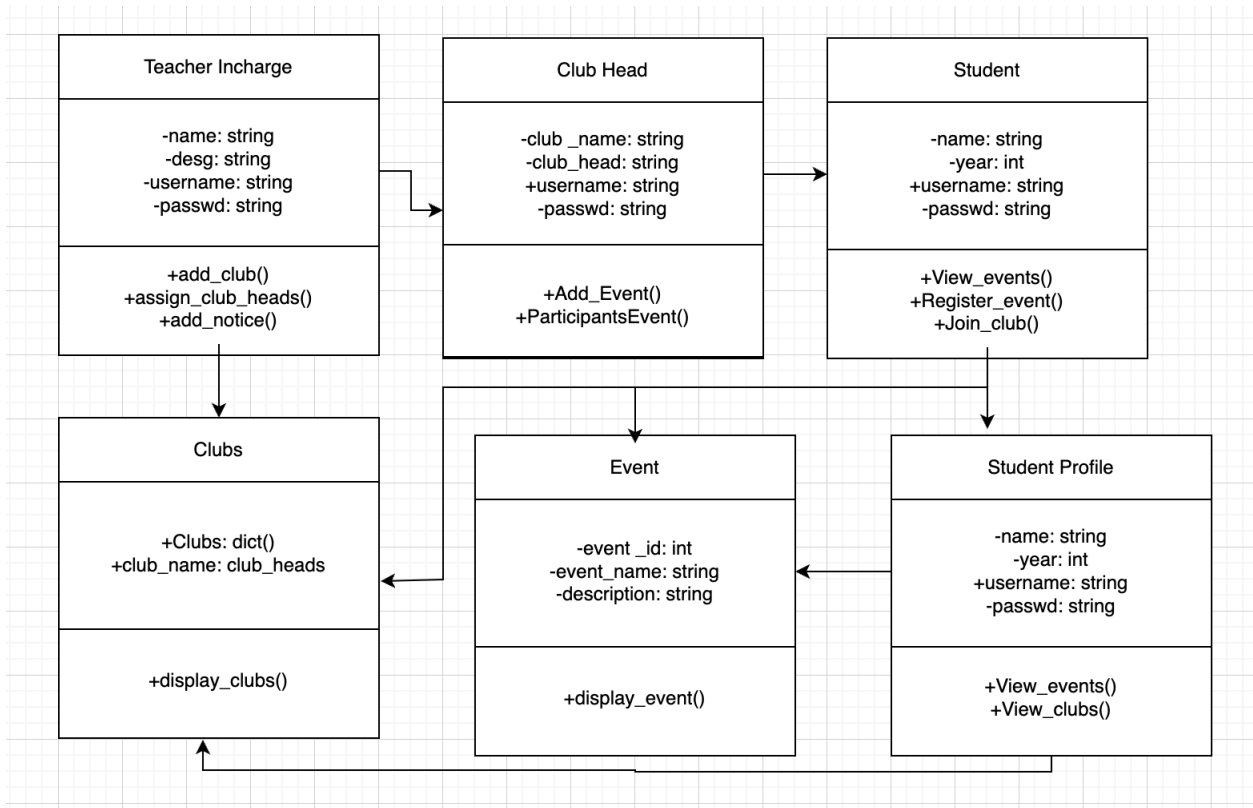 Teacher Incharge
-name: string
-desg: string
-username: string
-passwd: string
+add_club()
+assign_club_heads()
+add_notice()
Club Head
-club _name: string
-club_head: string
+username: string
-passwd: string
+Add_Event()
+ParticipantsEvent()
Student
-name: string
-year: int
+username: string
-passwd: string
+View_events()
+Register_event()
+Join_club()
Clubs
+Clubs: dict()
+club_name: club_heads
+display_clubs()
Event
-event _id: int
-event_name: string
-description: string
+display_event()
Student Profile
-name: string
-year: int
+username: string
-passwd: string
+View_events()
+View_clubs()